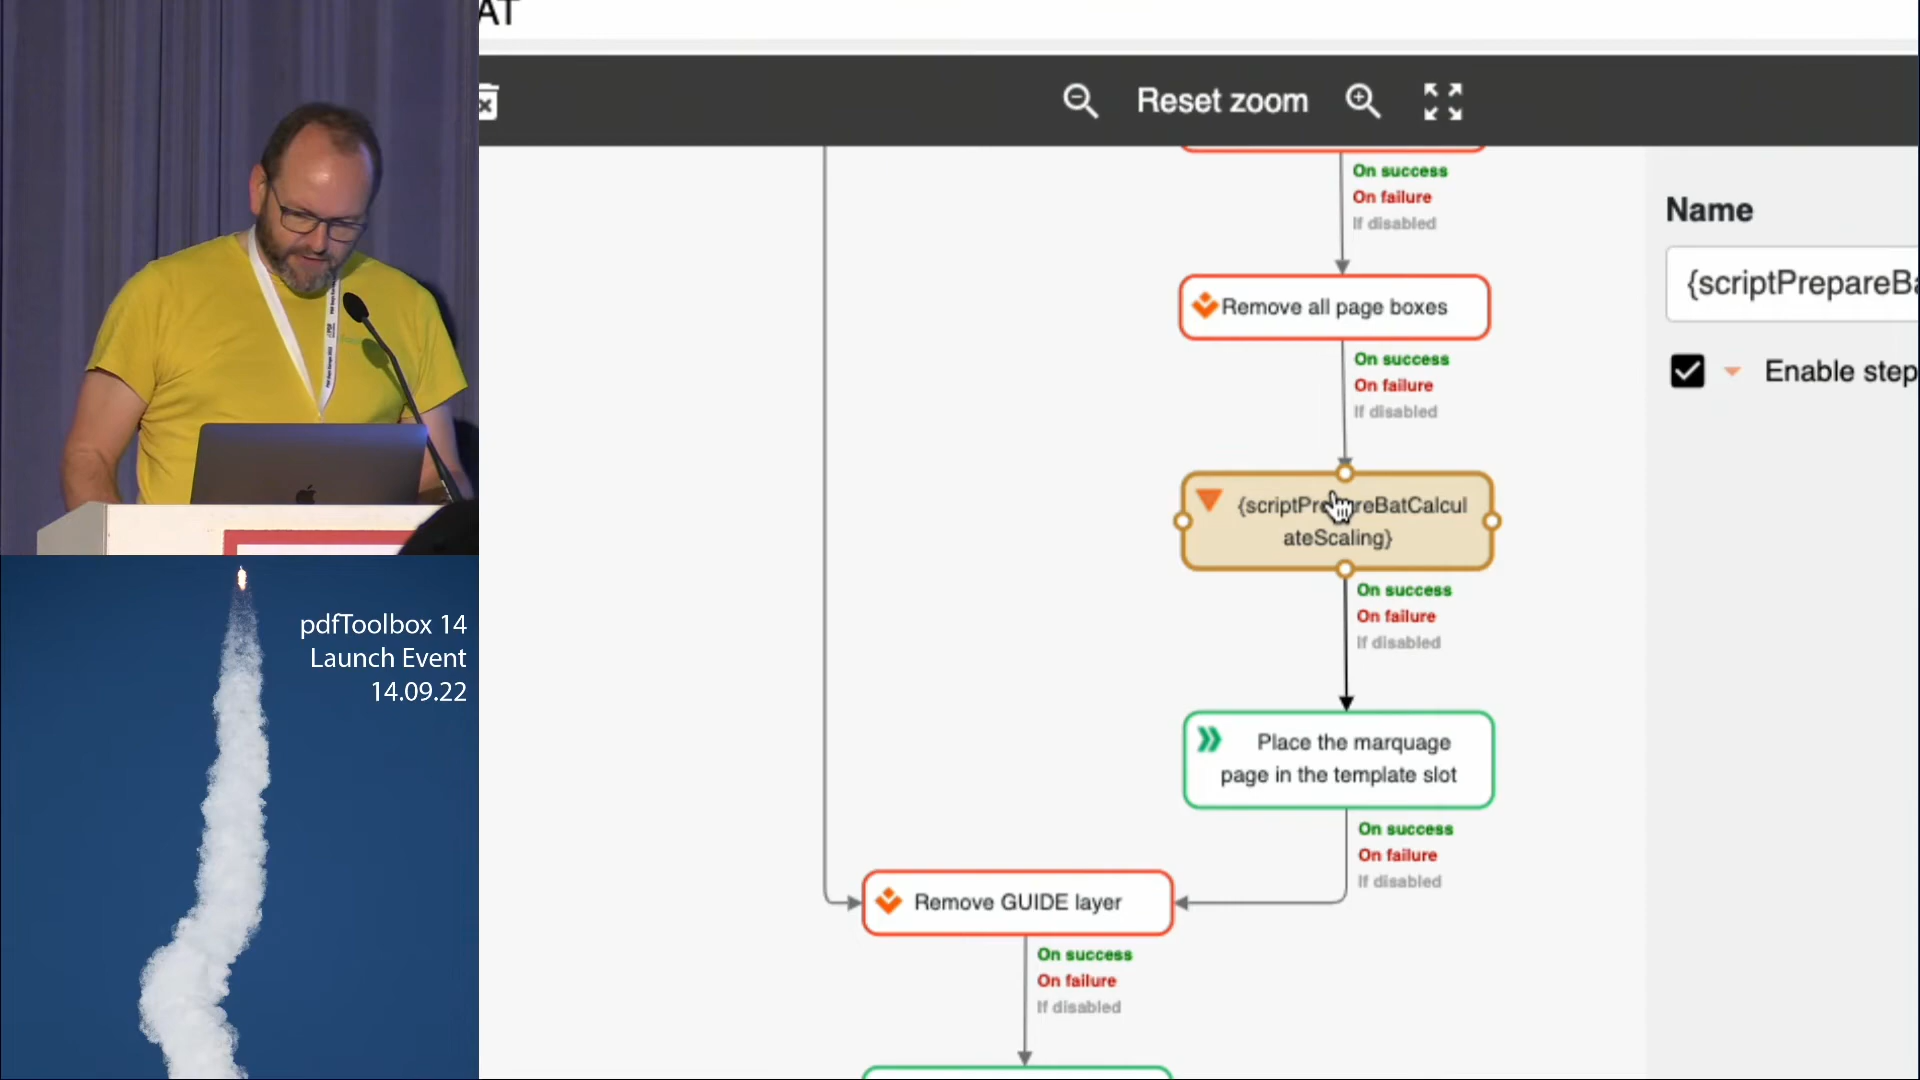 AT
Reset zoom
On success
On failure
If disabled
Name
Remove all page boxes
{scriptPrepareBa
On success
On failure
If disabled
Enable step
{scriptPrepareBatCalcul
ateScaling}
On success
On failure
If disabled
Place the marquage
page in the template slot
On success
On failure
If disabled
Remove GUIDE layer
On success
On failure
If disabled
pdfToolbox 14
Launch Event
14.09.22